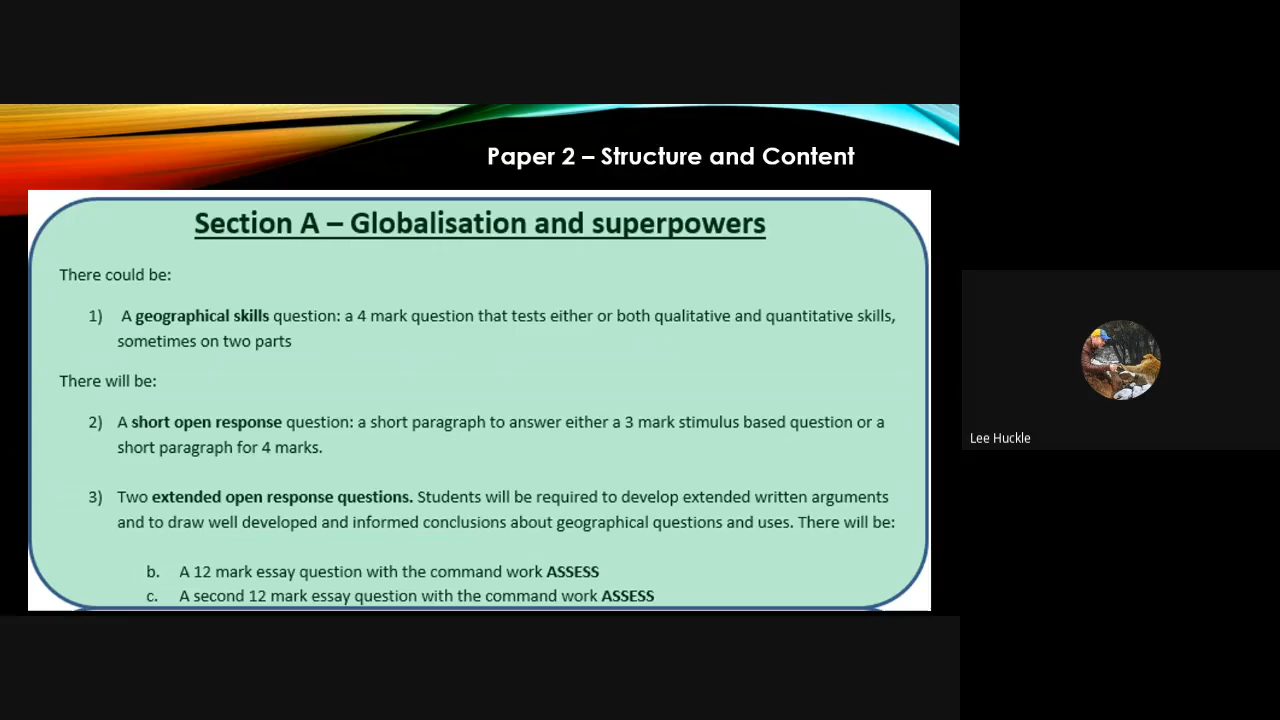 Paper 2 – Structure and Content
Section A – Globalisation and superpowers
There could be:
1) A geographical skills question: a 4 mark question that tests either or both qualitative and quantitative skills,
sometimes on two parts
There will be:
2) A short open response question: a short paragraph to answer either a 3 mark stimulus based question or a
short paragraph for 4 marks.
3) Two extended open response questions. Students will be required to develop extended written arguments
and to draw well developed and informed conclusions about geographical questions and uses. There will be:
b. A 12 mark essay question with the command work ASSESS
c. A second 12 mark essay question with the command work ASSESS
Lee Huckle